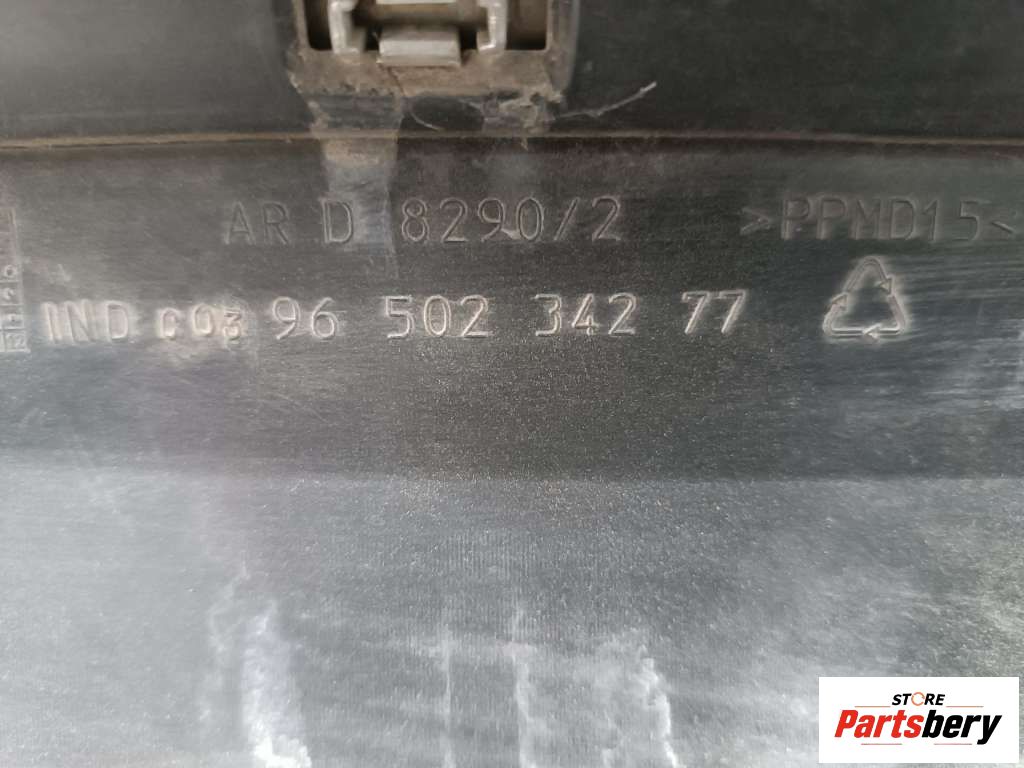 AR D 8290/2 >PPMD15<
IND C03 96 502 342 77
STORE
Partsbery